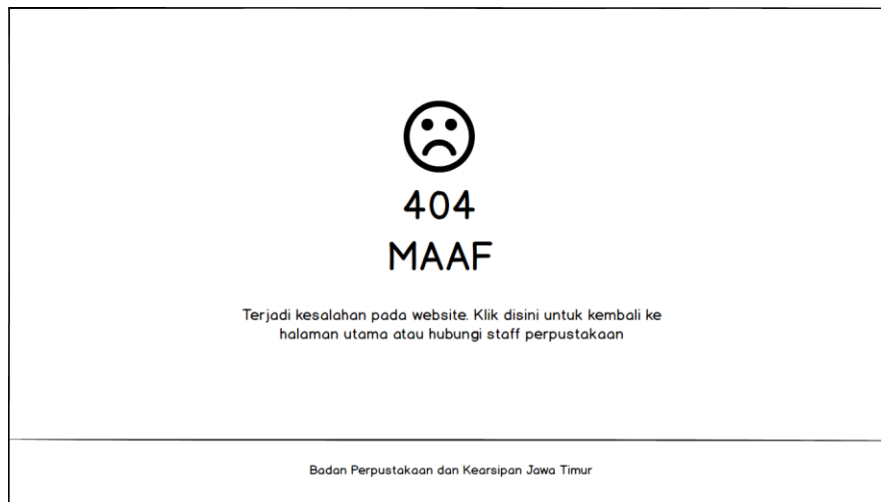 404
MAAF
Terjadi kesalahan pada website. Klik disini untuk kembali ke
halaman utama atau hubungi staff perpustakaan
Badan Perpustakaan dan Kearsipan Jawa Timur